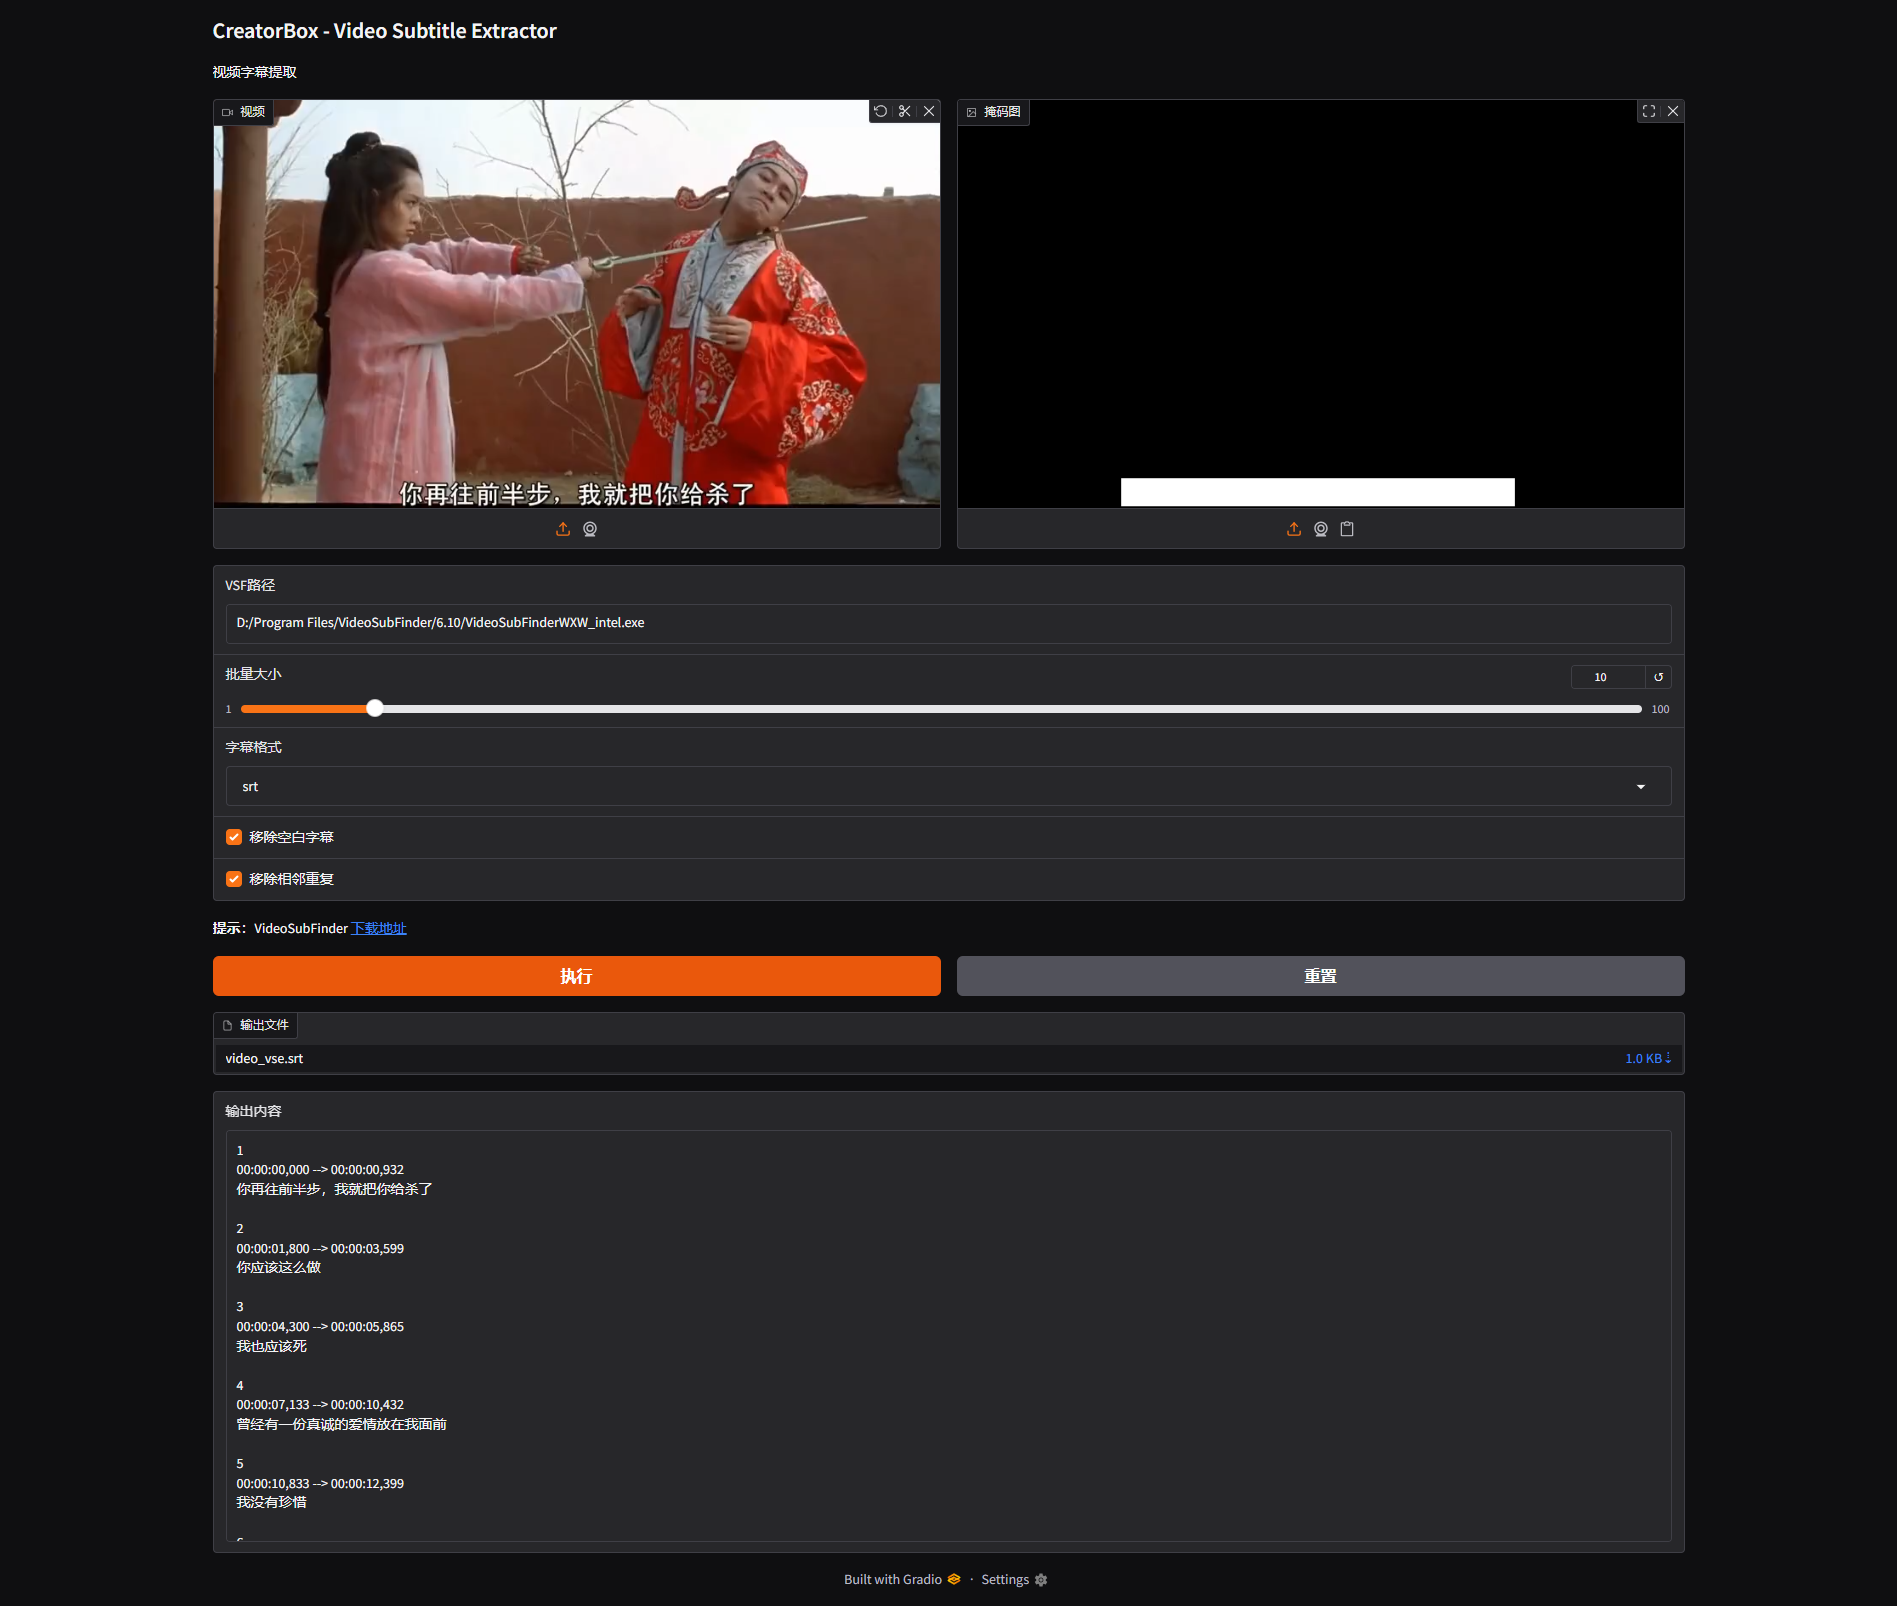 CreatorBox - Video Subtitle Extractor
视频字幕提取
视频
掩码图
你再往前半步，我就把你给杀了
VSF路径
D:/Program Files/VideoSubFinder/6.10/VideoSubFinderWXW_intel.exe
批量大小
10
1
100
字幕格式
srt
移除空白字幕
移除相邻重复
提示：VideoSubFinder 下载地址
执行
重置
输出文件
video_vse.srt
1.0 KB
输出内容
1
00:00:00,000 --> 00:00:00,932
你再往前半步，我就把你给杀了
2
00:00:01,800 --> 00:00:03,599
你应该这么做
3
00:00:04,300 --> 00:00:05,865
我也应该死
4
00:00:07,133 --> 00:00:10,432
曾经有一份真诚的爱情放在我面前
5
00:00:10,833 --> 00:00:12,399
我没有珍惜
Built with Gradio · Settings